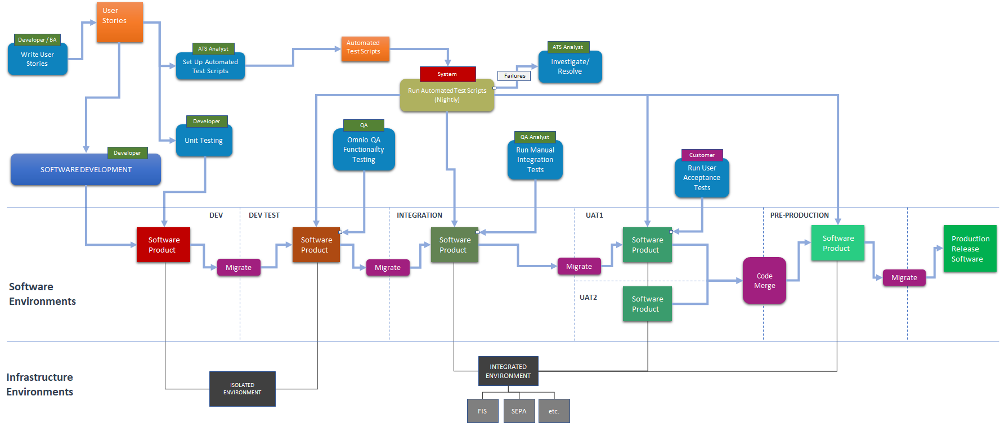 User
Stories
Developer / BA
Write User
Stories
ATS Analyst
Set Up Automated
Test Scripts
Automated
Test Scripts
System
Run Automated Test Scripts
(Nightly)
Failures
ATS Analyst
Investigate/
Resolve
Developer
Unit Testing
Developer
SOFTWARE DEVELOPMENT
QA
Omnio QA
Functionailty
Testing
QA Analyst
Run Manual
Integration
Tests
Customer
Run User
Acceptance
Tests
DEV
DEV TEST
INTEGRATION
UAT1
PRE-PRODUCTION
Software
Product
Migrate
Software
Product
Migrate
Software
Product
Migrate
Software
Product
UAT2
Software
Product
Code
Merge
Software
Product
Migrate
Production
Release
Software
Software
Environments
Infrastructure
Environments
ISOLATED
ENVIRONMENT
INTEGRATED
ENVIRONMENT
FIS
SEPA
etc.